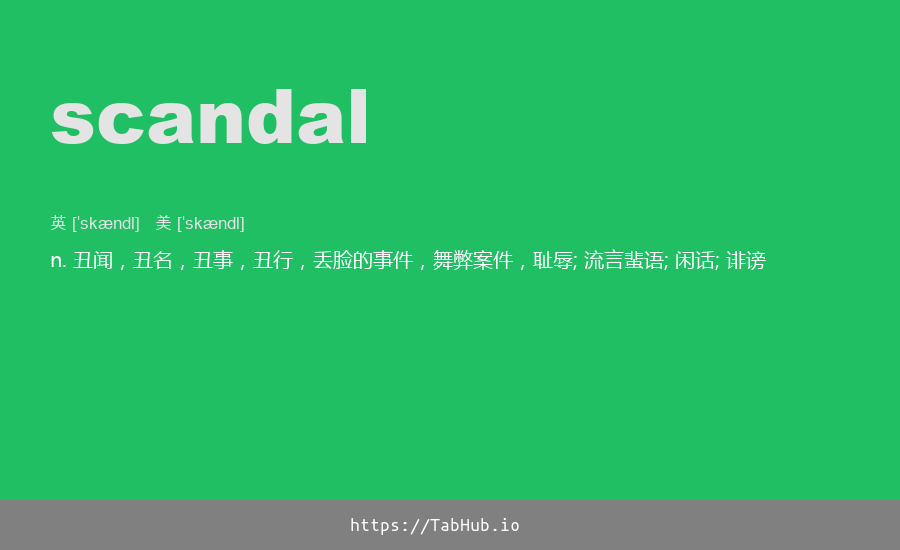 scandal
英 [ˈskændl] 美 [ˈskændl]
n. 丑闻，丑名，丑事，丑行，丢脸的事件，舞弊案件，耻辱; 流言蜚语; 闲话; 诽谤
https://TabHub.io